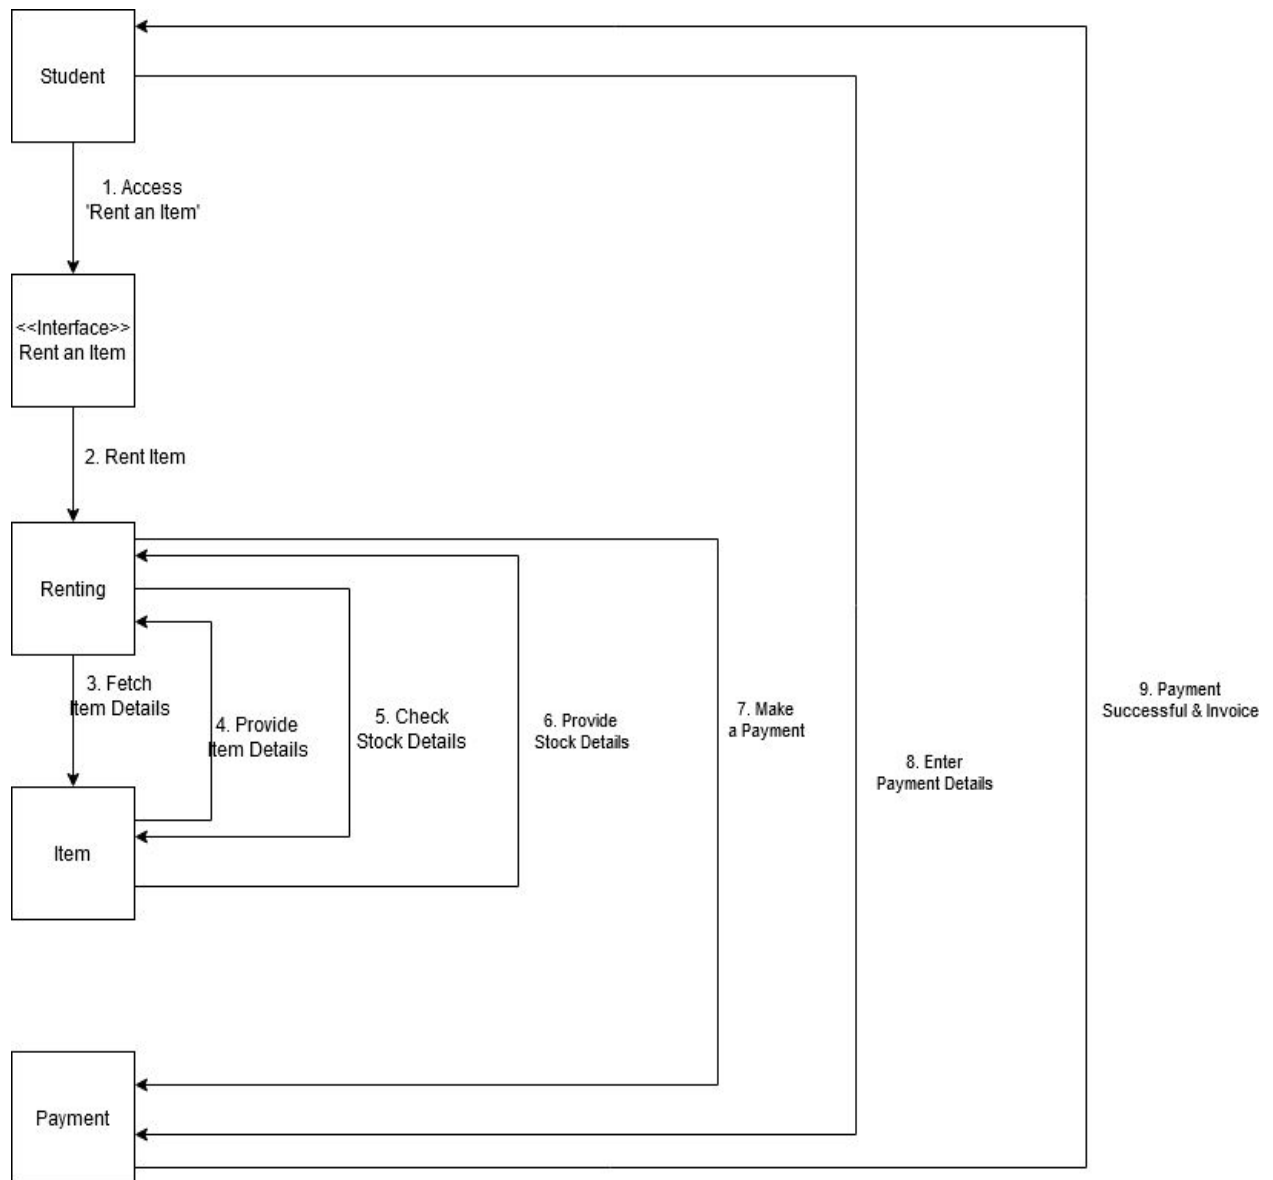 Student
1. Access
'Rent an Item'
<<Interface>>
Rent an Item
2. Rent Item
Renting
3. Fetch
Item Details
4. Provide
Item Details
5. Check
Stock Details
6. Provide
Stock Details
7. Make
a Payment
8. Enter
Payment Details
9. Payment
Successful & Invoice
Item
Payment